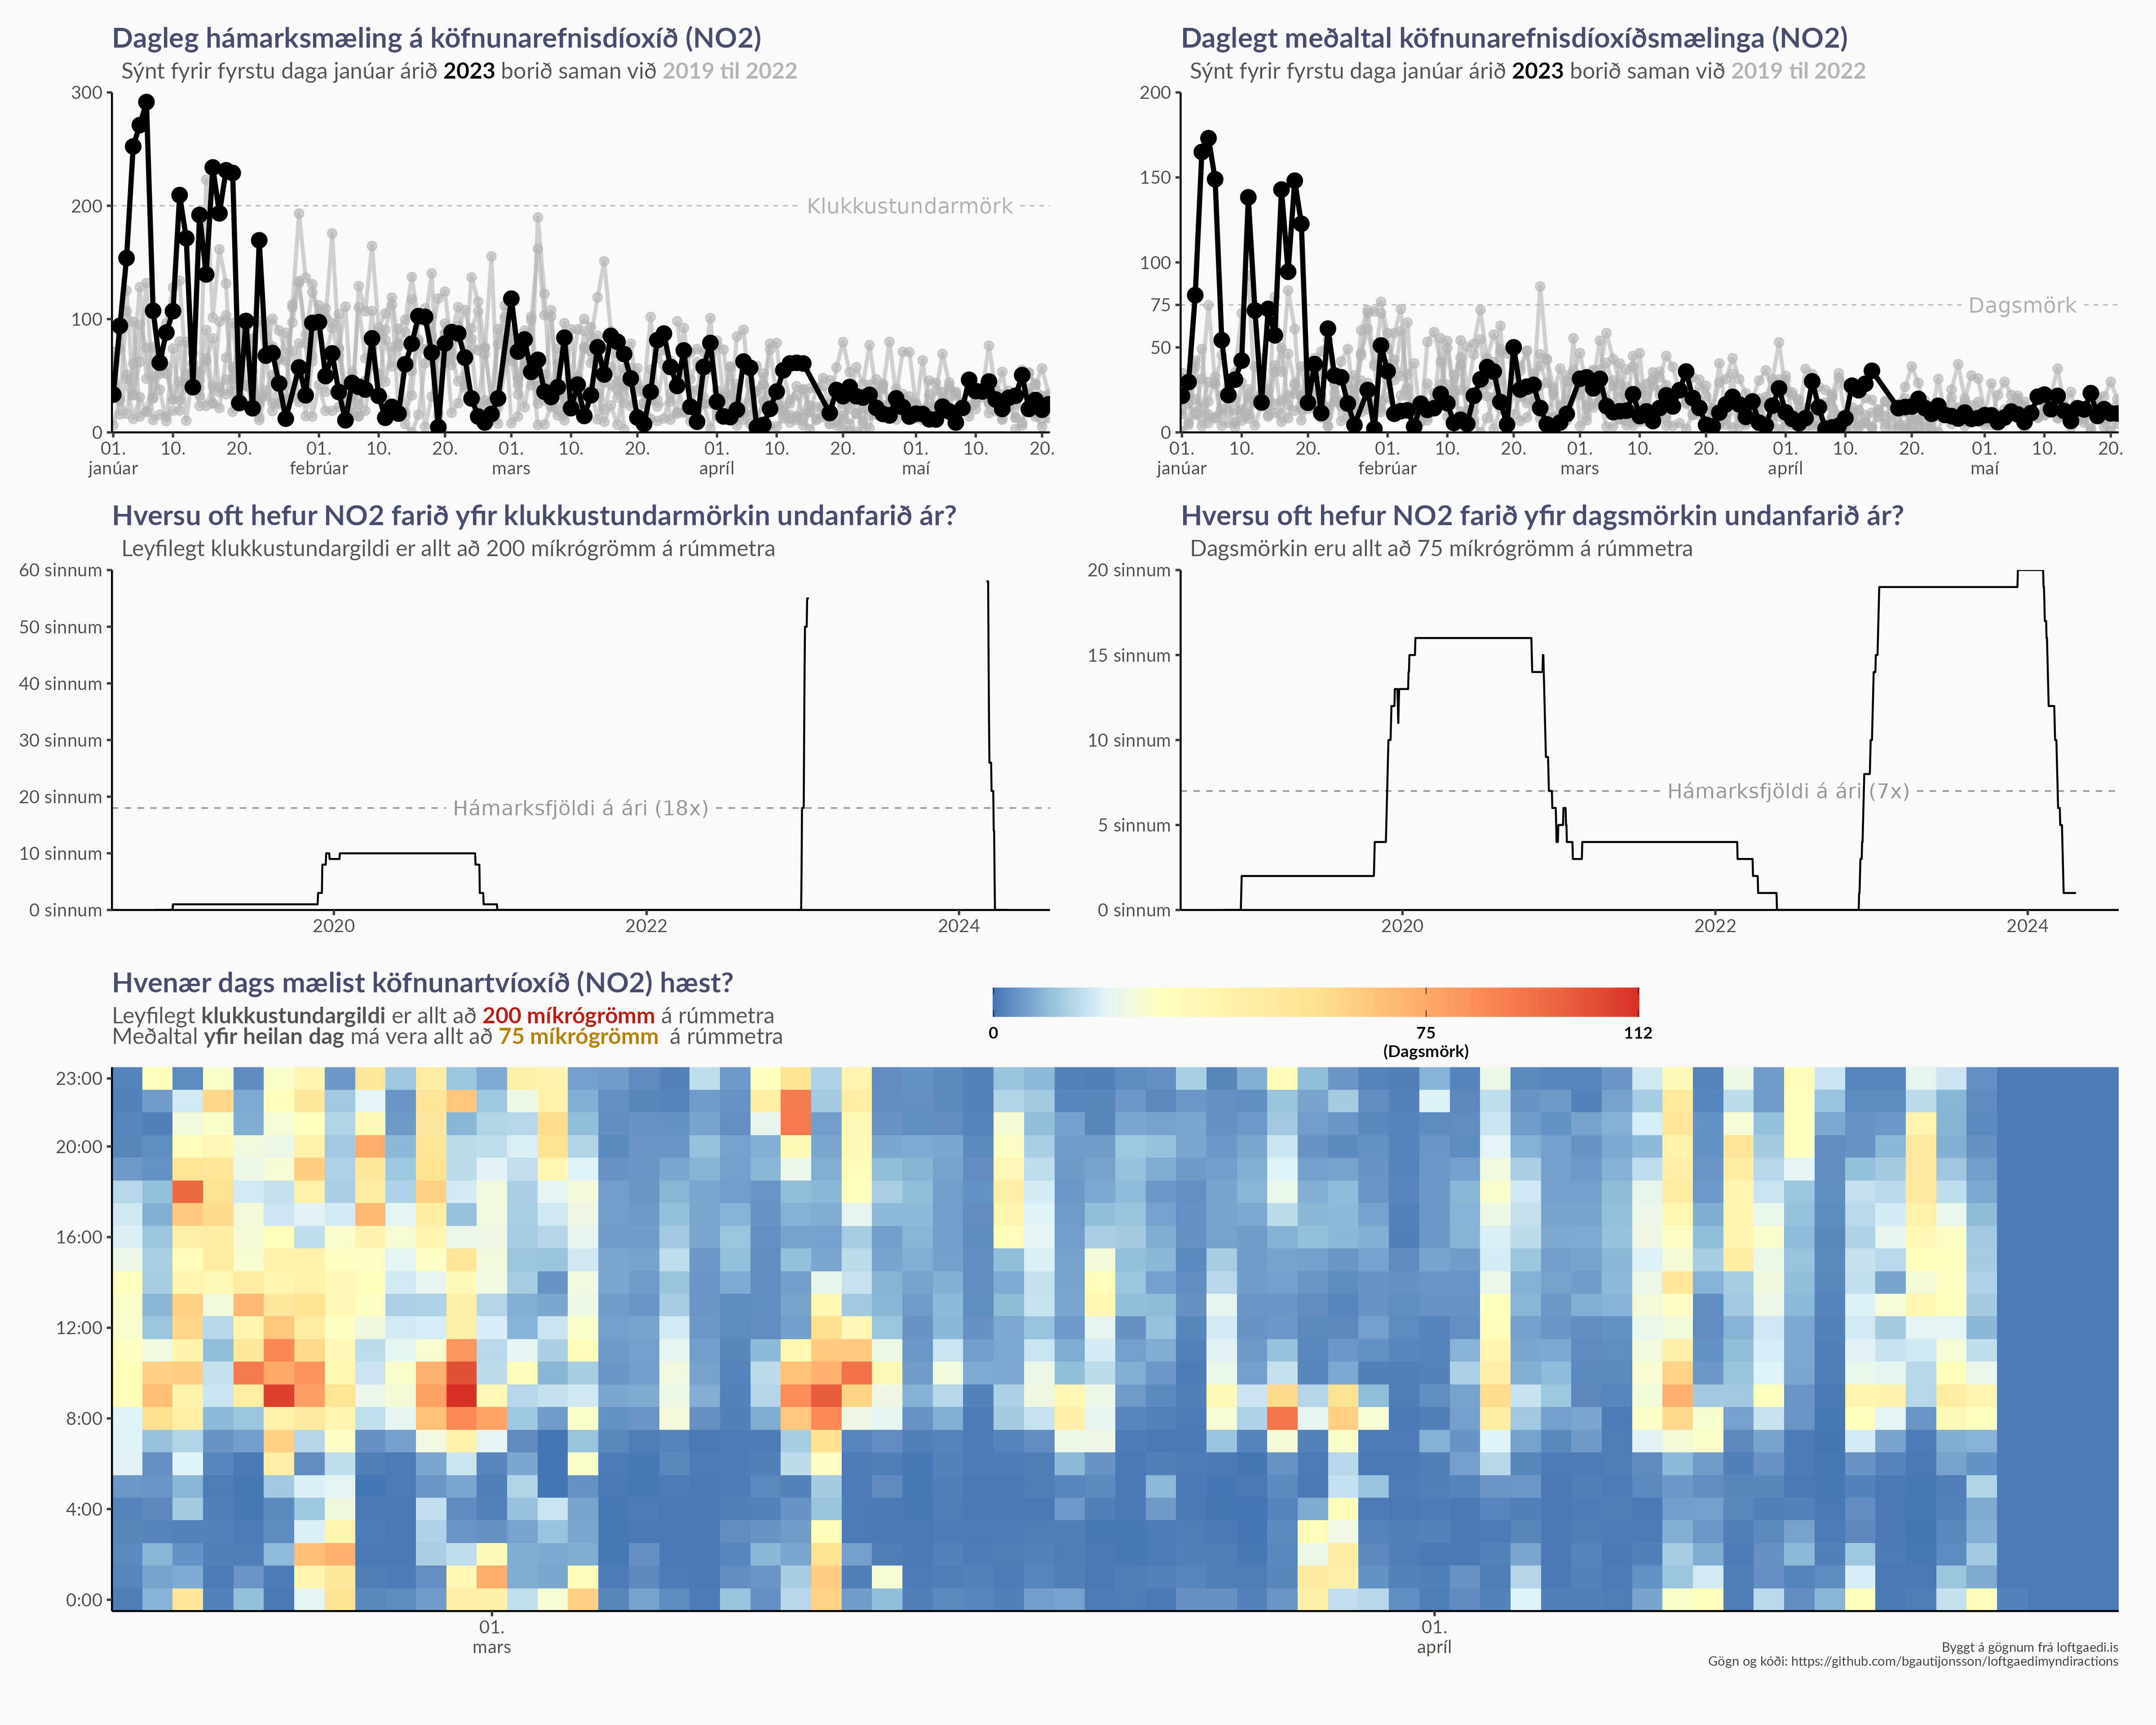 Dagleg hámarksmæling á köfnunarefnisdíoxíð (NO2)
Sýnt fyrir fyrstu daga janúar árið 2023 borið saman við 2019 til 2022
300
200
100
0
Klukkustundarmörk
01. 10. 20. 01. 10. 20. 01. 10. 20. 01. 10. 20. 01. 10. 20.
janúar febrúar mars apríl maí
Daglegt meðaltal köfnunarefnisdíoxíðsmælinga (NO2)
Sýnt fyrir fyrstu daga janúar árið 2023 borið saman við 2019 til 2022
200
150
100
75
50
0
Dagsmörk
01. 10. 20. 01. 10. 20. 01. 10. 20. 01. 10. 20. 01. 10. 20.
janúar febrúar mars apríl maí
Hversu oft hefur NO2 farið yfir klukkustundarmörkin undanfarið ár?
Leyfilegt klukkustundargildi er allt að 200 míkrógrömm á rúmmetra
60 sinnum
50 sinnum
40 sinnum
30 sinnum
20 sinnum
10 sinnum
0 sinnum
Hámarksfjöldi á ári (18x)
2020 2022 2024
Hversu oft hefur NO2 farið yfir dagsmörkin undanfarið ár?
Dagsmörkin eru allt að 75 míkrógrömm á rúmmetra
20 sinnum
15 sinnum
10 sinnum
5 sinnum
0 sinnum
Hámarksfjöldi á ári (7x)
2020 2022 2024
Hvenær dags mælist köfnunartvíoxíð (NO2) hæst?
Leyfilegt klukkustundargildi er allt að 200 míkrógrömm á rúmmetra
Meðaltal yfir heilan dag má vera allt að 75 míkrógrömm á rúmmetra
0 75 112
(Dagsmörk)
23:00
20:00
16:00
12:00
8:00
4:00
0:00
01. 01.
mars apríl
Byggt á gögnum frá loftgaedi.is
Gögn og kóði: https://github.com/bgautijonsson/loftgaedimyndiractions